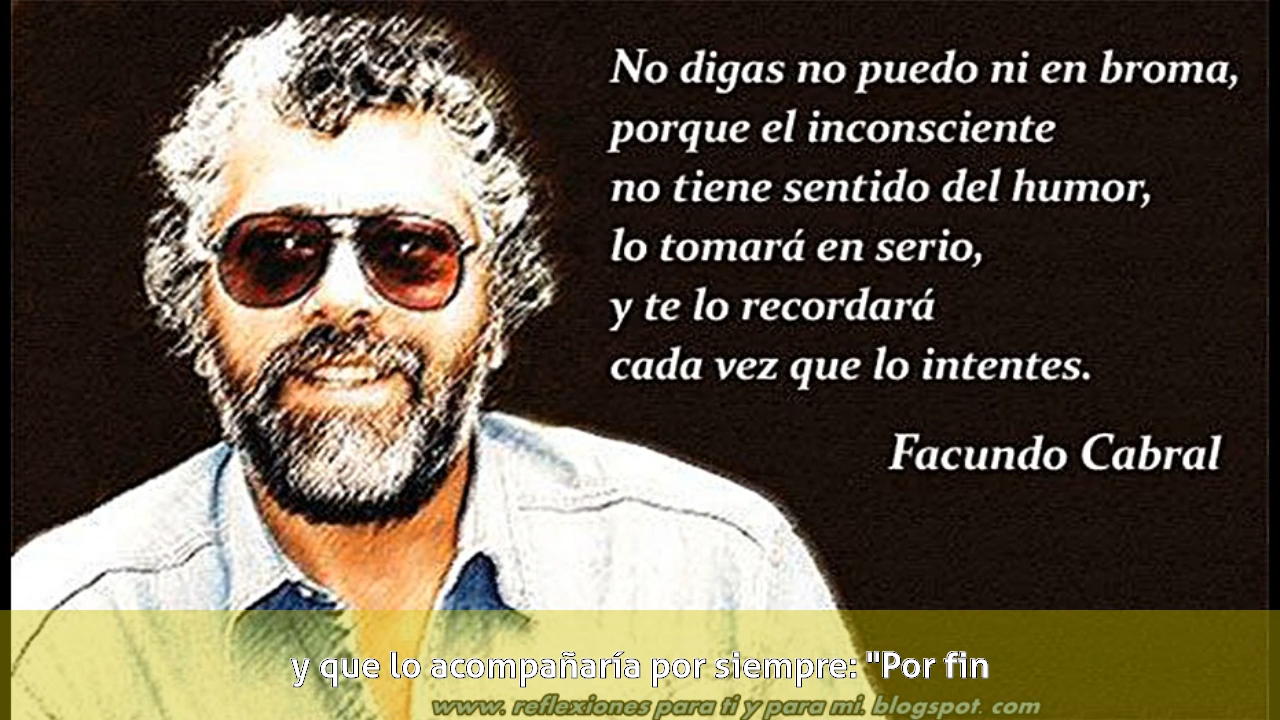 No digas no puedo ni en broma,
porque el inconsciente
no tiene sentido del humor,
lo tomará en serio,
y te lo recordará
cada vez que lo intentes.
Facundo Cabral
y que lo acompañaría por siempre: "Por fin
www. reflexiones para ti y para mi. blogspot. com